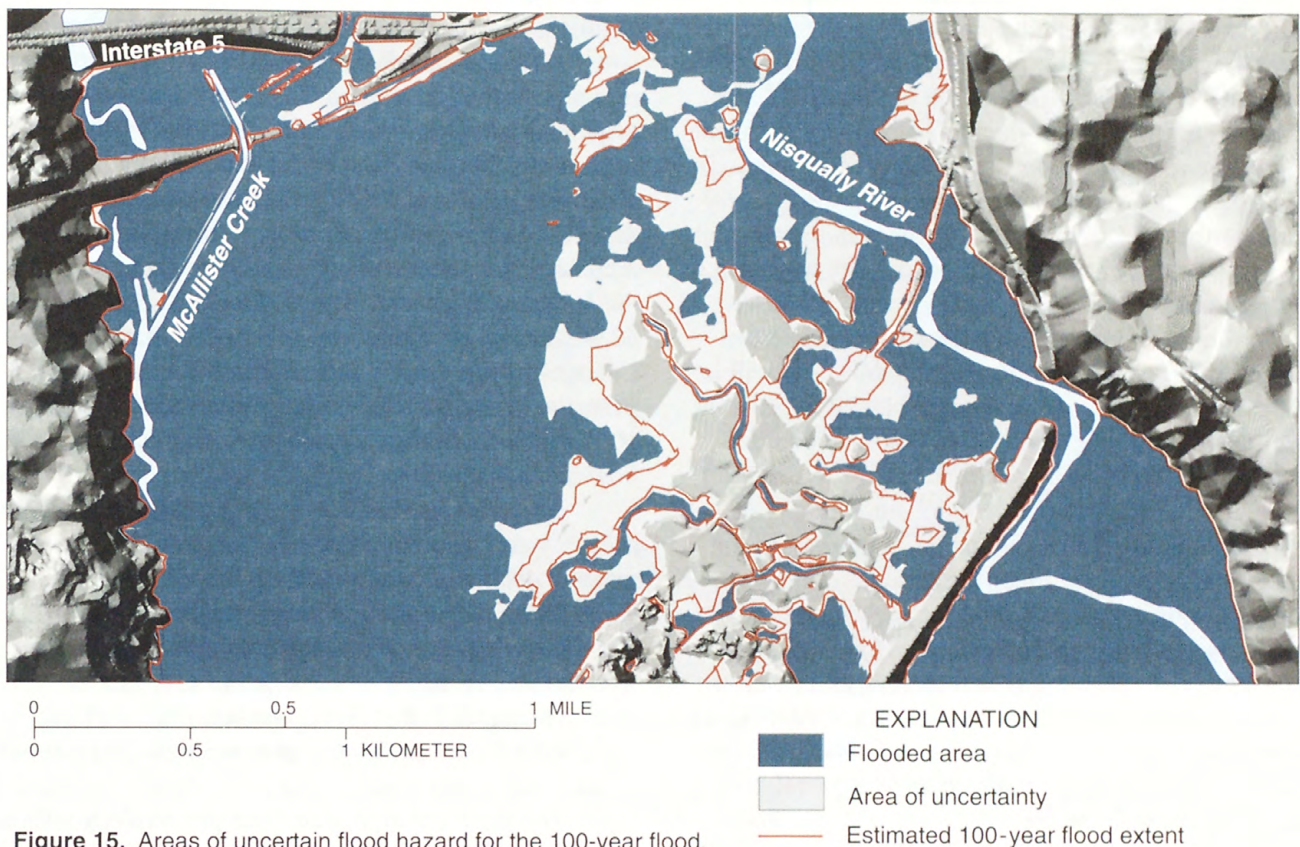 Interstate 5
Nisqually River
McAllister Creek
0 0.5 1 MILE
0 0.5 1 KILOMETER
EXPLANATION
Flooded area
Area of uncertainty
Estimated 100-year flood extent
Figure 15. Areas of uncertain flood hazard for the 100-year flood